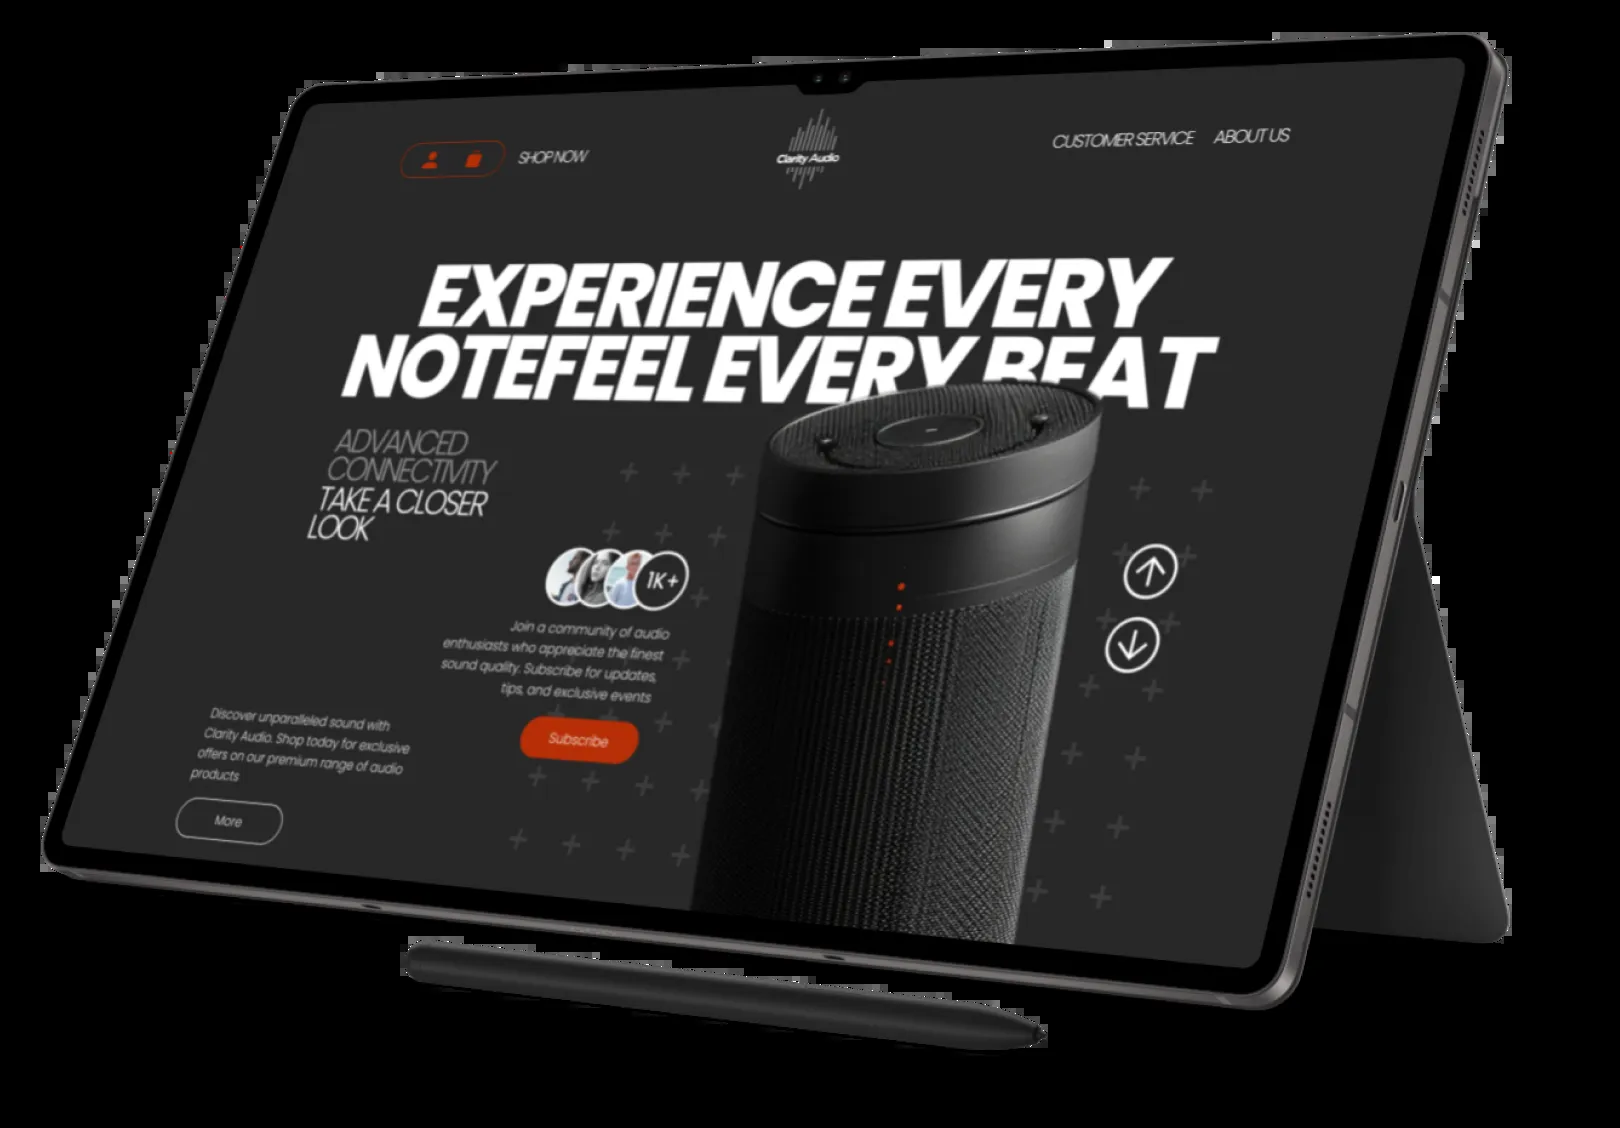 SHOP NOW
Clarity Audio
CUSTOMER SERVICE
ABOUT US
EXPERIENCE EVERY
NOTEFEEL EVERY BEAT
ADVANCED
CONNECTIVITY
TAKE A CLOSER
LOOK
1K+
Join a community of audio
enthusiasts who appreciate the finest
sound quality. Subscribe for updates,
tips, and exclusive events
Subscribe
Discover unparalleled sound with
Clarity Audio. Shop today for exclusive
offers on our premium range of audio
products
More